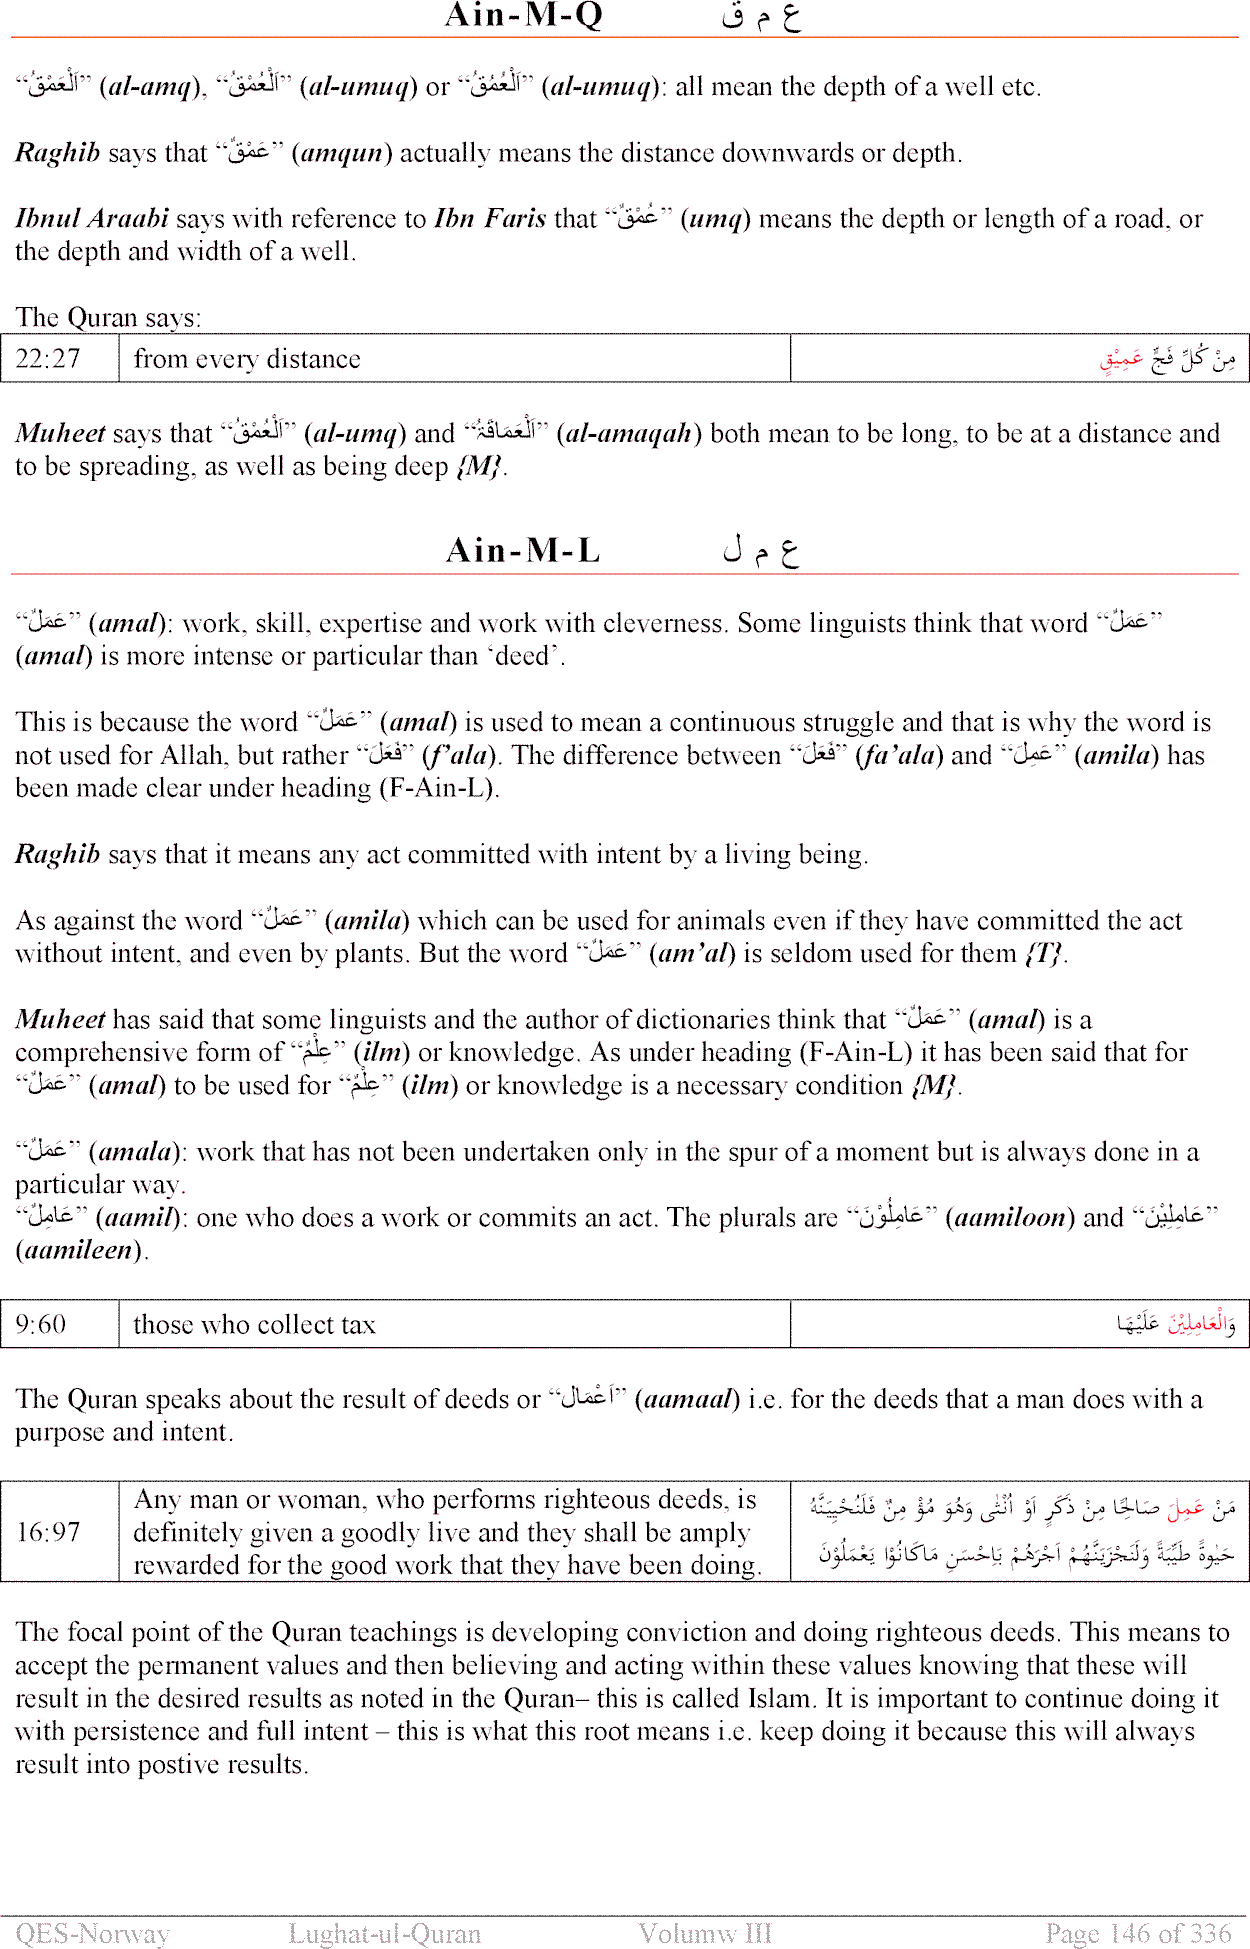 Ain-M-Q ع م ق
“اَلْعَمْقُ” (al-amq), “اَلْعُمْقُ” (al-umuq) or “اَلْعُمُقُ” (al-umuq): all mean the depth of a well etc.
Raghib says that “عَمْقٌ” (amqun) actually means the distance downwards or depth.
Ibnul Araabi says with reference to Ibn Faris that “عُمْقٌ” (umq) means the depth or length of a road, or
the depth and width of a well.
The Quran says:
22:27 from every distance مِنْ كُلِّ فَجٍّ عَمِيْقٍ
Muheet says that “اَلْعُمْقُ” (al-umq) and “اَلْعَمَاقَۃُ” (al-amaqah) both mean to be long, to be at a distance and
to be spreading, as well as being deep {M}.
Ain-M-L ع م ل
“عَمَلٌ” (amal): work, skill, expertise and work with cleverness. Some linguists think that word “عَمَلٌ”
(amal) is more intense or particular than ‘deed’.
This is because the word “عَمَلٌ” (amal) is used to mean a continuous struggle and that is why the word is
not used for Allah, but rather “فَعَلَ” (f’ala). The difference between “فَعَلَ” (fa’ala) and “عَمِلَ” (amila) has
been made clear under heading (F-Ain-L).
Raghib says that it means any act committed with intent by a living being.
As against the word “عَمَلٌ” (amila) which can be used for animals even if they have committed the act
without intent, and even by plants. But the word “عَمَلٌ” (am’al) is seldom used for them {T}.
Muheet has said that some linguists and the author of dictionaries think that “عَمَلٌ” (amal) is a
comprehensive form of “عِلْمٌ” (ilm) or knowledge. As under heading (F-Ain-L) it has been said that for
“عَمَلٌ” (amal) to be used for “عِلْمٌ” (ilm) or knowledge is a necessary condition {M}.
“عَمَلٌ” (amala): work that has not been undertaken only in the spur of a moment but is always done in a
particular way.
“عَامِلٌ” (aamil): one who does a work or commits an act. The plurals are “عَامِلُوْنَ” (aamiloon) and “عَامِلِيْنَ”
(aamileen).
9:60 those who collect tax وَالْعَامِلِيْنَ عَلَيْهَا
The Quran speaks about the result of deeds or “اَعْمَال” (aamaal) i.e. for the deeds that a man does with a
purpose and intent.
16:97 Any man or woman, who performs righteous deeds, is
definitely given a goodly live and they shall be amply
rewarded for the good work that they have been doing.
مَنْ عَمِلَ صَالِحًا مِنْ ذَكَرٍ اَوْ اُنْثٰى وَهُوَ مُؤْ مِنٌ فَلَنُحْيِيَنَّهُ
حَيٰوةً طَيِّبَةً وَلَنَجْزِيَنَّهُمْ اَجْرَهُمْ بِاَحْسَنِ مَاكَانُوْا يَعْمَلُوْنَ
The focal point of the Quran teachings is developing conviction and doing righteous deeds. This means to
accept the permanent values and then believing and acting within these values knowing that these will
result in the desired results as noted in the Quran– this is called Islam. It is important to continue doing it
with persistence and full intent – this is what this root means i.e. keep doing it because this will always
result into postive results.
QES-Norway Lughat-ul-Quran Volumw III Page 146 of 336